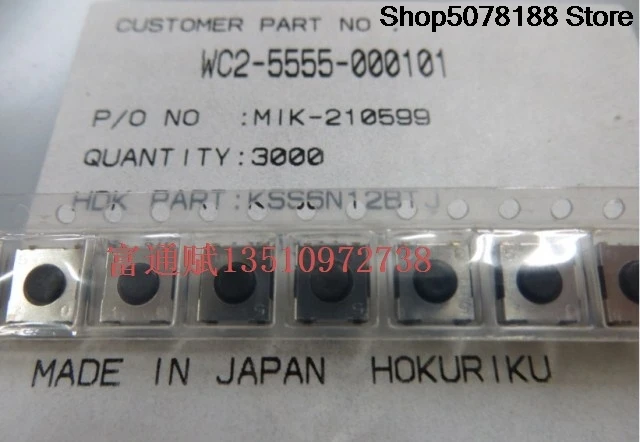 Shop5078188 Store
CUSTOMER PART NO :
WC2-5555-000101
P/O NO :MIK-210599
QUANTITY:3000
HDK PART:KSS6N12BTJ
富通赋13510972738
MADE IN JAPAN HOKURIKU